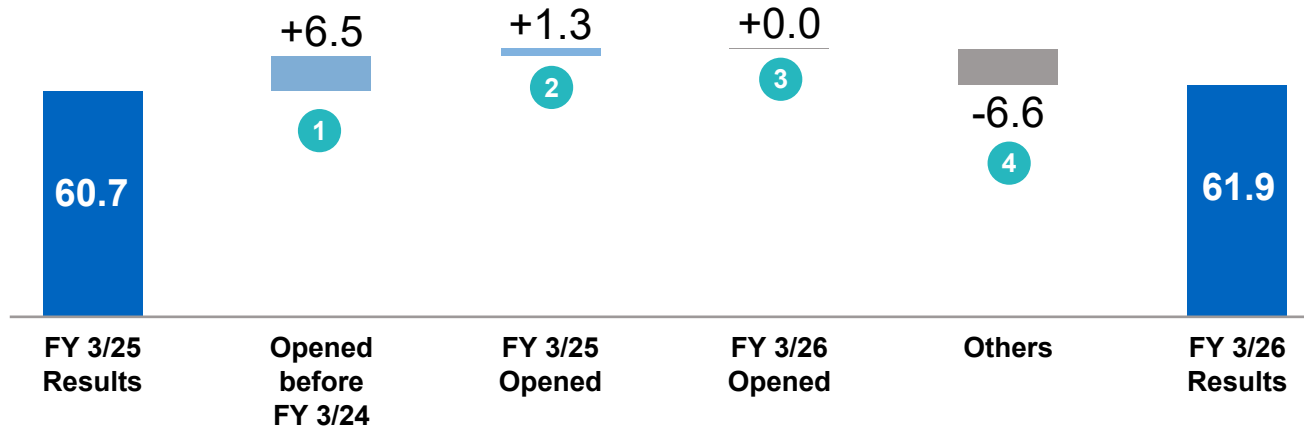 +6.5
+1.3
+0.0
1
2
3
-6.6
4
60.7
61.9
FY 3/25
Results
Opened
before
FY 3/24
FY 3/25
Opened
FY 3/26
Opened
Others
FY 3/26
Results